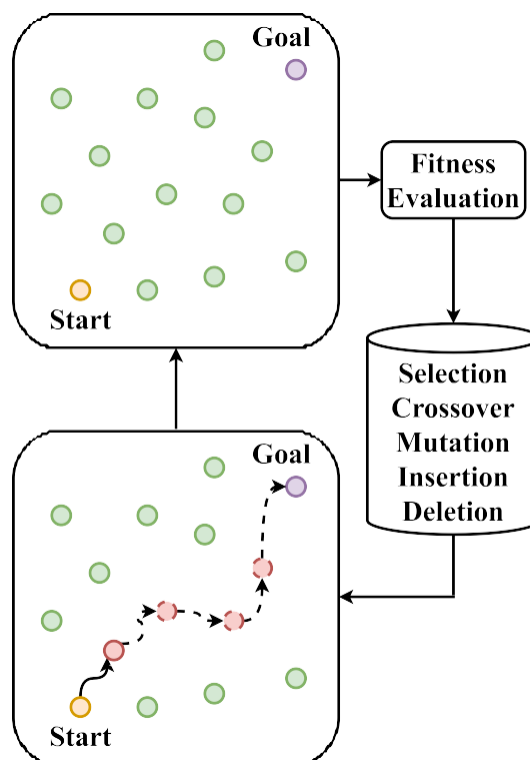 Goal
Start
Fitness
Evaluation
Selection
Crossover
Mutation
Insertion
Deletion
Goal
Start